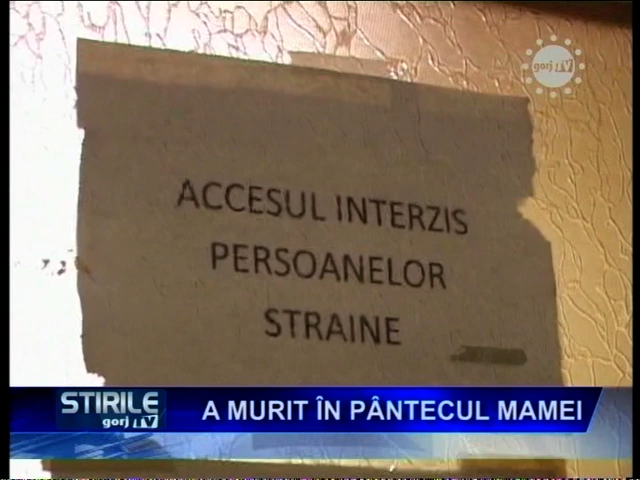 gorj TV
ACCESUL INTERZIS
PERSOANELOR
STRAINE
STIRILE
gorj TV
A MURIT ÎN PÂNTECUL MAMEI